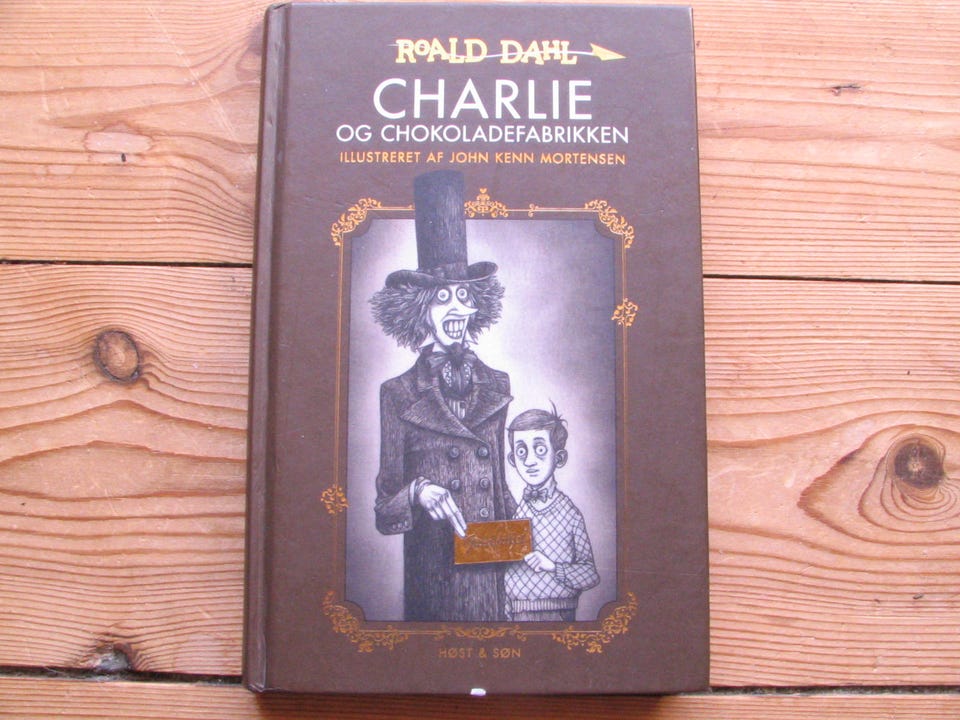 ROALD DAHL
CHARLIE
OG CHOKOLADEFABRIKKEN
ILLUSTRERET AF JOHN KENN MORTENSEN
HØST & SØN